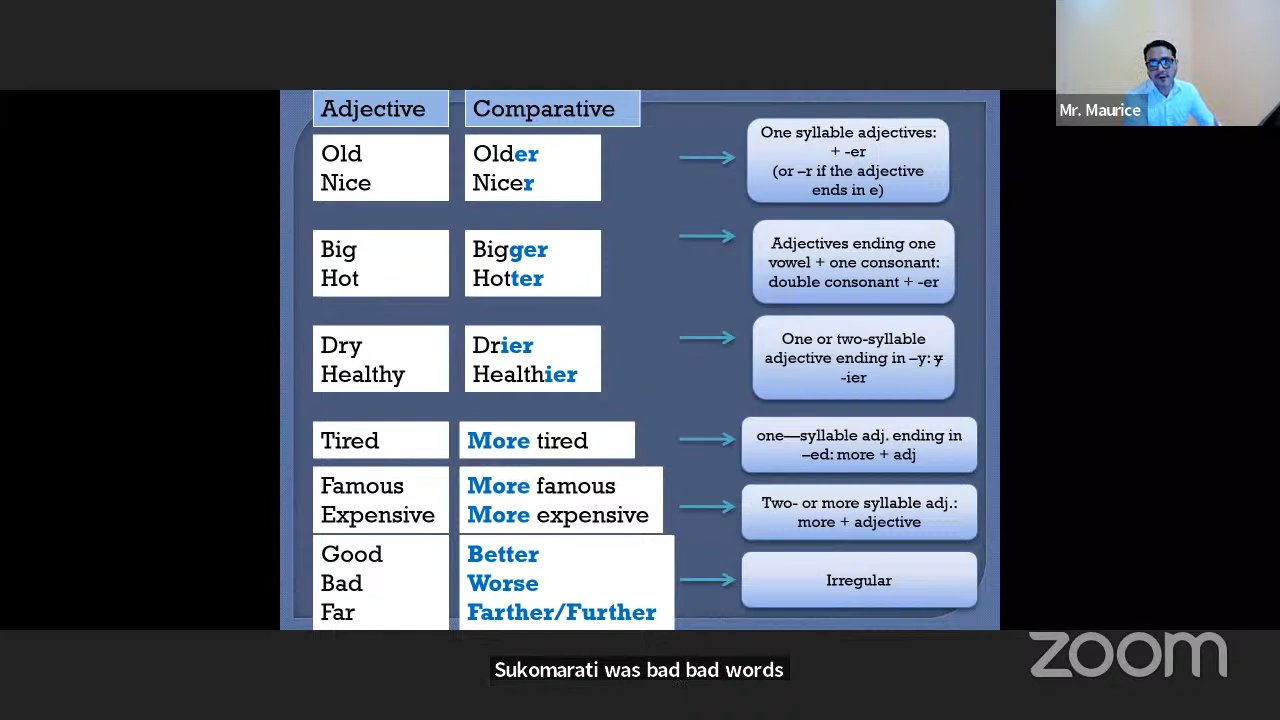 Mr. Maurice
Adjective
Comparative
Old
Nice
Older
Nicer
One syllable adjectives:
+ -er
(or –r if the adjective
ends in e)
Big
Hot
Bigger
Hotter
Adjectives ending one
vowel + one consonant:
double consonant + -er
Dry
Healthy
Drier
Healthier
One or two-syllable
adjective ending in –y: y
-ier
Tired
More tired
one—syllable adj. ending in
–ed: more + adj
Famous
Expensive
More famous
More expensive
Two- or more syllable adj.:
more + adjective
Good
Bad
Far
Better
Worse
Farther/Further
Irregular
zoom
Sukomarati was bad bad words